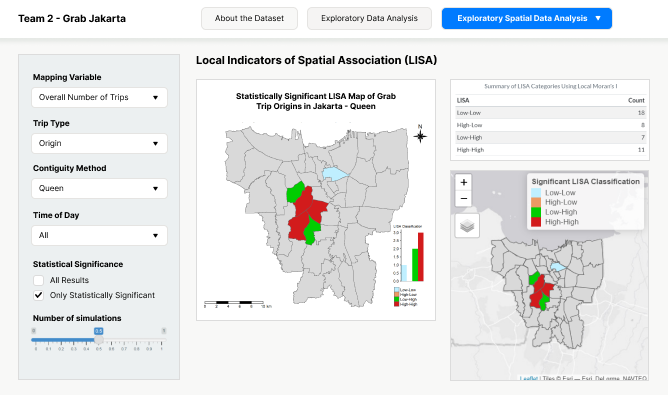 Team 2 - Grab Jakarta
About the Dataset
Exploratory Data Analysis
Exploratory Spatial Data Analysis ▼
Local Indicators of Spatial Association (LISA)
Mapping Variable
Overall Number of Trips ▼
Trip Type
Origin ▼
Contiguity Method
Queen ▼
Time of Day
All ▼
Statistical Significance
All Results
Only Statistically Significant
Number of simulations
0.5
0 0.1 0.2 0.3 0.4 0.5 0.6 0.7 0.8 0.9 1
Statistically Significant LISA Map of Grab
Trip Origins in Jakarta - Queen
N
LISA Classification
3.0
2.5
2.0
1.5
1.0
0.5
0.0
Low-Low
High-Low
Low-High
High-High
0 2 4 6 8 10 km
Summary of LISA Categories Using Local Moran's I
LISA Count
Low-Low 18
High-Low 8
Low-High 7
High-High 11
+
−
Significant LISA Classification
Low-Low
High-Low
Low-High
High-High
Leaflet | Tiles © Esri — Esri, DeLorme, NAVTEQ